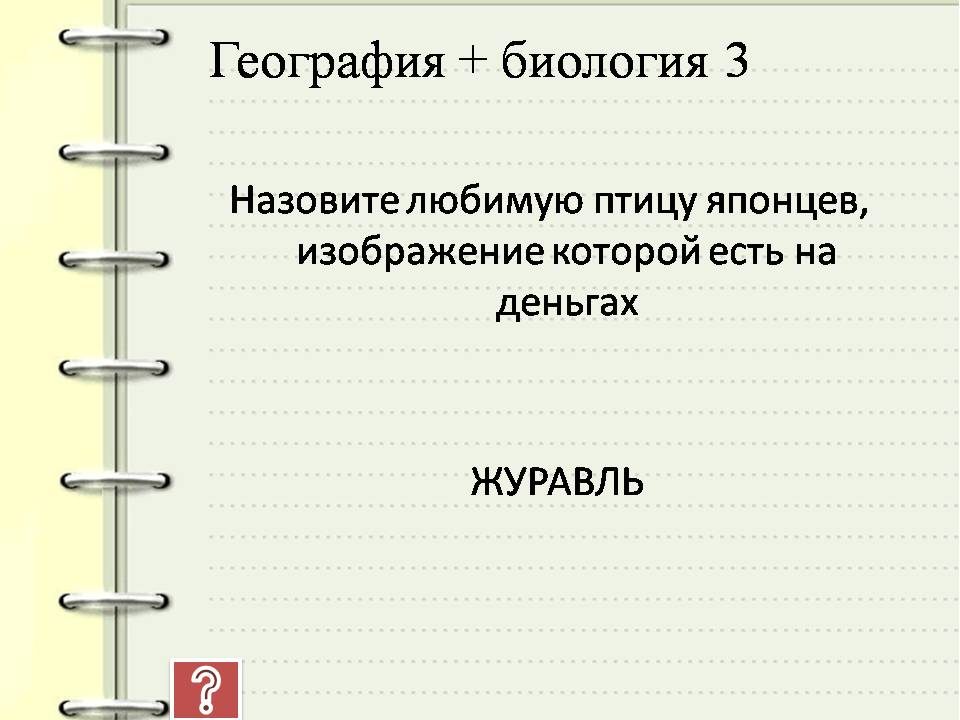 География + биология 3
Назовите любимую птицу японцев,
изображение которой есть на
деньгах
ЖУРАВЛЬ
?